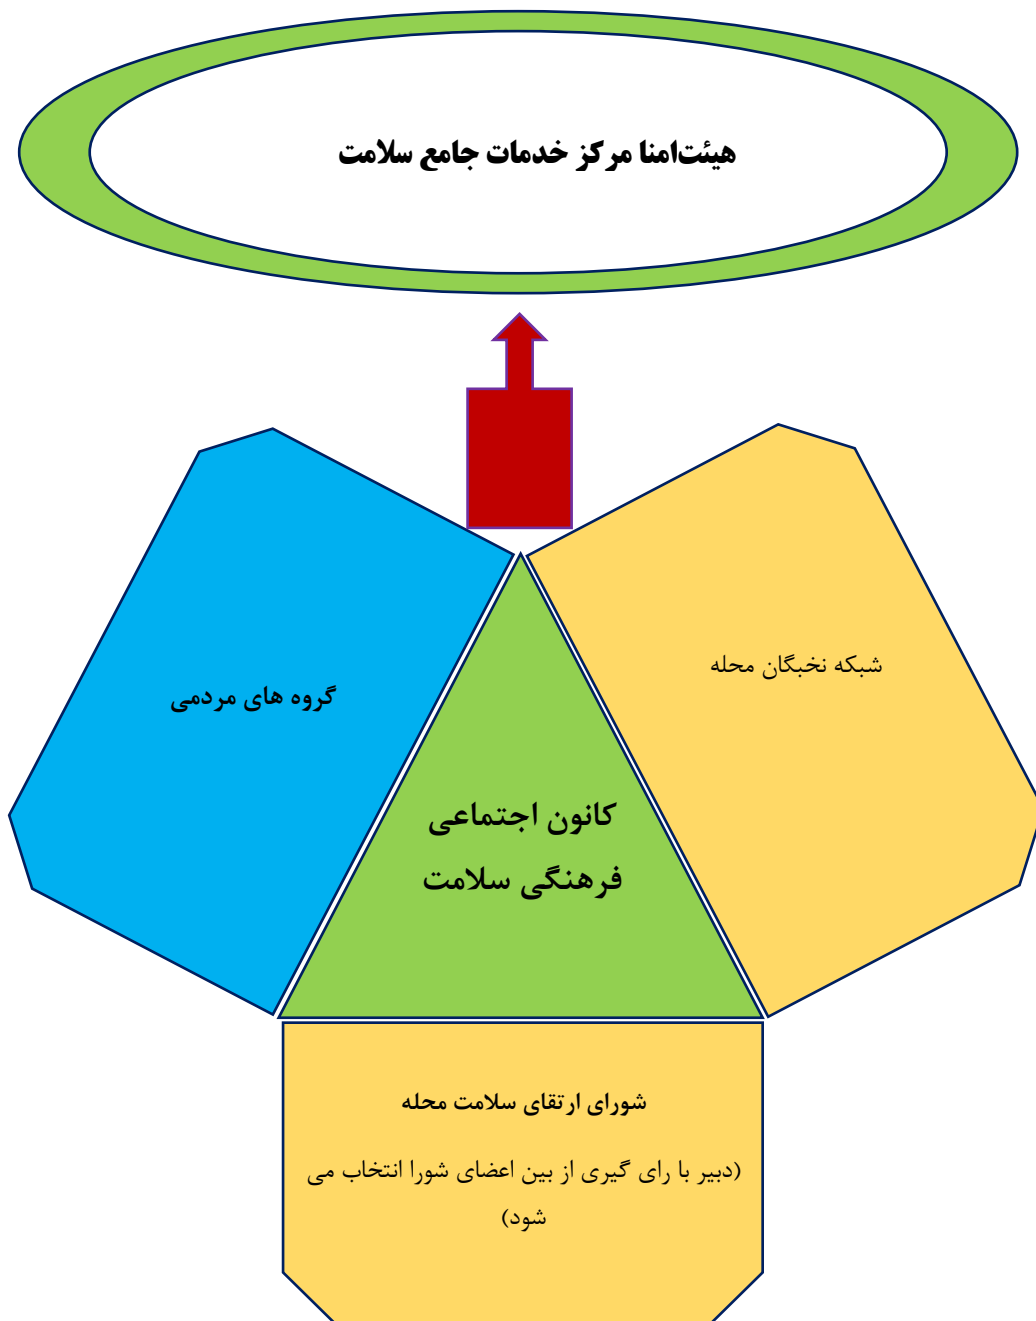 هیئت‌امنا مرکز خدمات جامع سلامت
شبکه نخبگان محله
گروه های مردمی
کانون اجتماعی
فرهنگی سلامت
شورای ارتقای سلامت محله
(دبیر با رای گیری از بین اعضای شورا انتخاب می
شود)